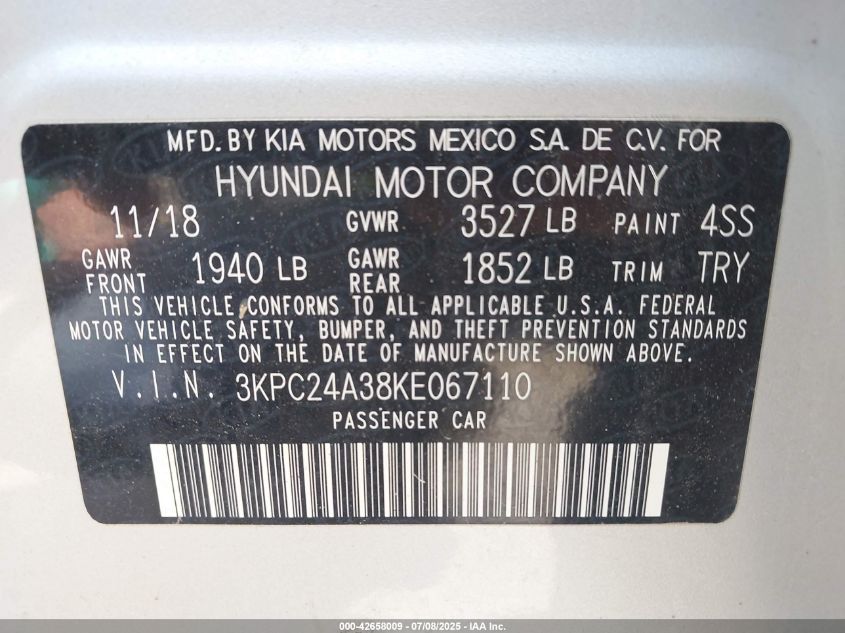 MFD. BY KIA MOTORS MEXICO S.A. DE C.V. FOR
HYUNDAI MOTOR COMPANY
11/18 GVWR 3527 LB PAINT 4SS
GAWR FRONT 1940 LB GAWR REAR 1852 LB TRIM TRY
THIS VEHICLE CONFORMS TO ALL APPLICABLE U.S.A. FEDERAL
MOTOR VEHICLE SAFETY, BUMPER, AND THEFT PREVENTION STANDARDS
IN EFFECT ON THE DATE OF MANUFACTURE SHOWN ABOVE.
V.I.N. 3KPC24A38KE067110
PASSENGER CAR
000-42658009 - 07/08/2025 - IAA Inc.